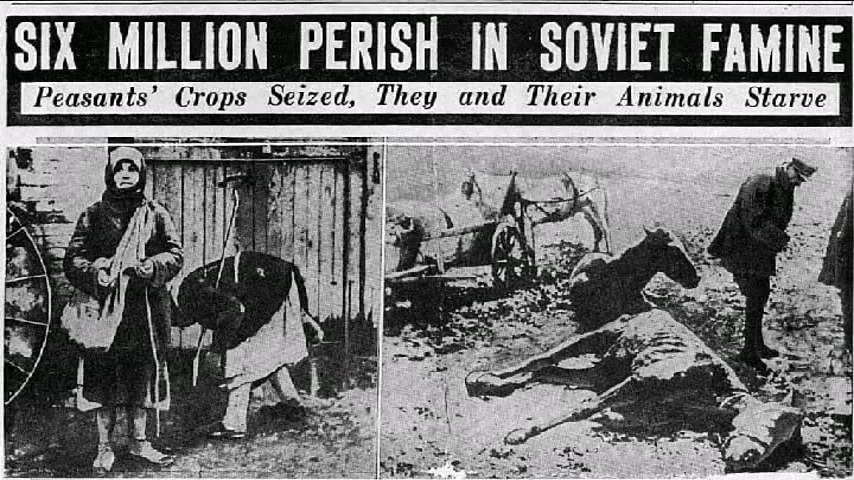 SIX MILLION PERISH IN SOVIET FAMINE
Peasants' Crops Seized, They and Their Animals Starve